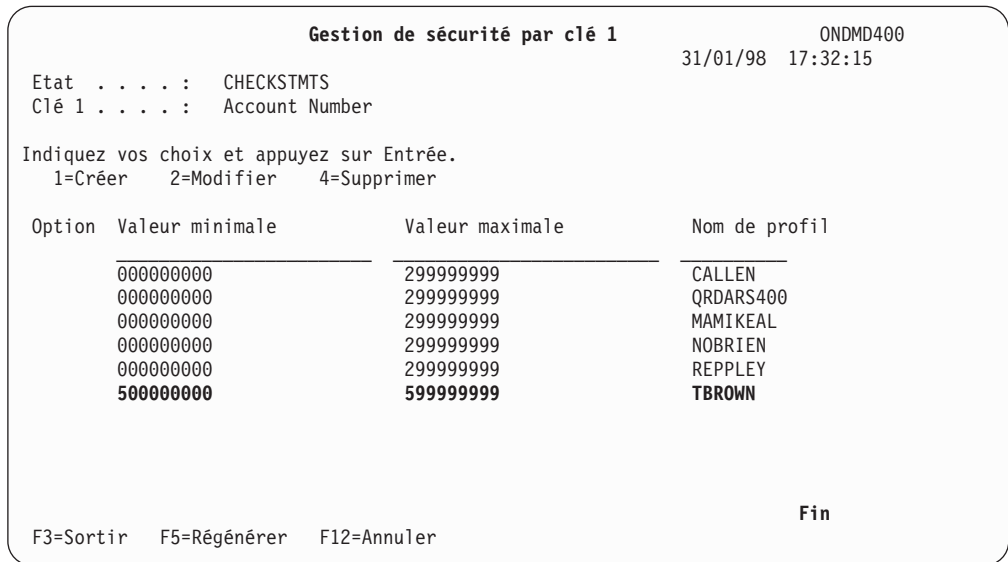 Gestion de sécurité par clé 1 ONDMD400
31/01/98 17:32:15
Etat . . . . : CHECKSTMTS
Clé 1 . . . . : Account Number
Indiquez vos choix et appuyez sur Entrée.
1=Créer 2=Modifier 4=Supprimer
Option Valeur minimale Valeur maximale Nom de profil
000000000 299999999 CALLEN
000000000 299999999 QRDARS400
000000000 299999999 MAMIKEAL
000000000 299999999 NOBRIEN
000000000 299999999 REPPLEY
500000000 599999999 TBROWN
Fin
F3=Sortir F5=Régénérer F12=Annuler